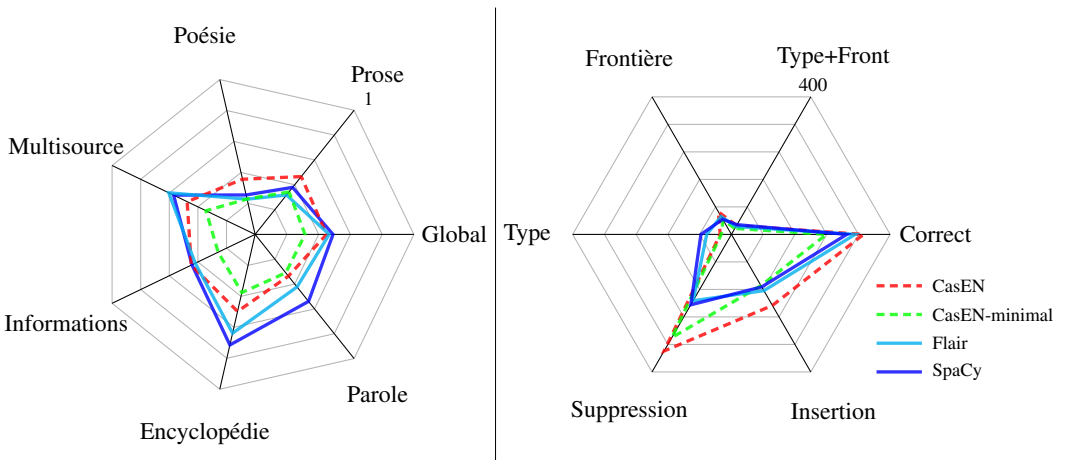 Poésie
Prose
1
Multisource
Global
Informations
Parole
Encyclopédie
Frontière
Type+Front
400
Type
Correct
Suppression
Insertion
CasEN
CasEN-minimal
Flair
SpaCy